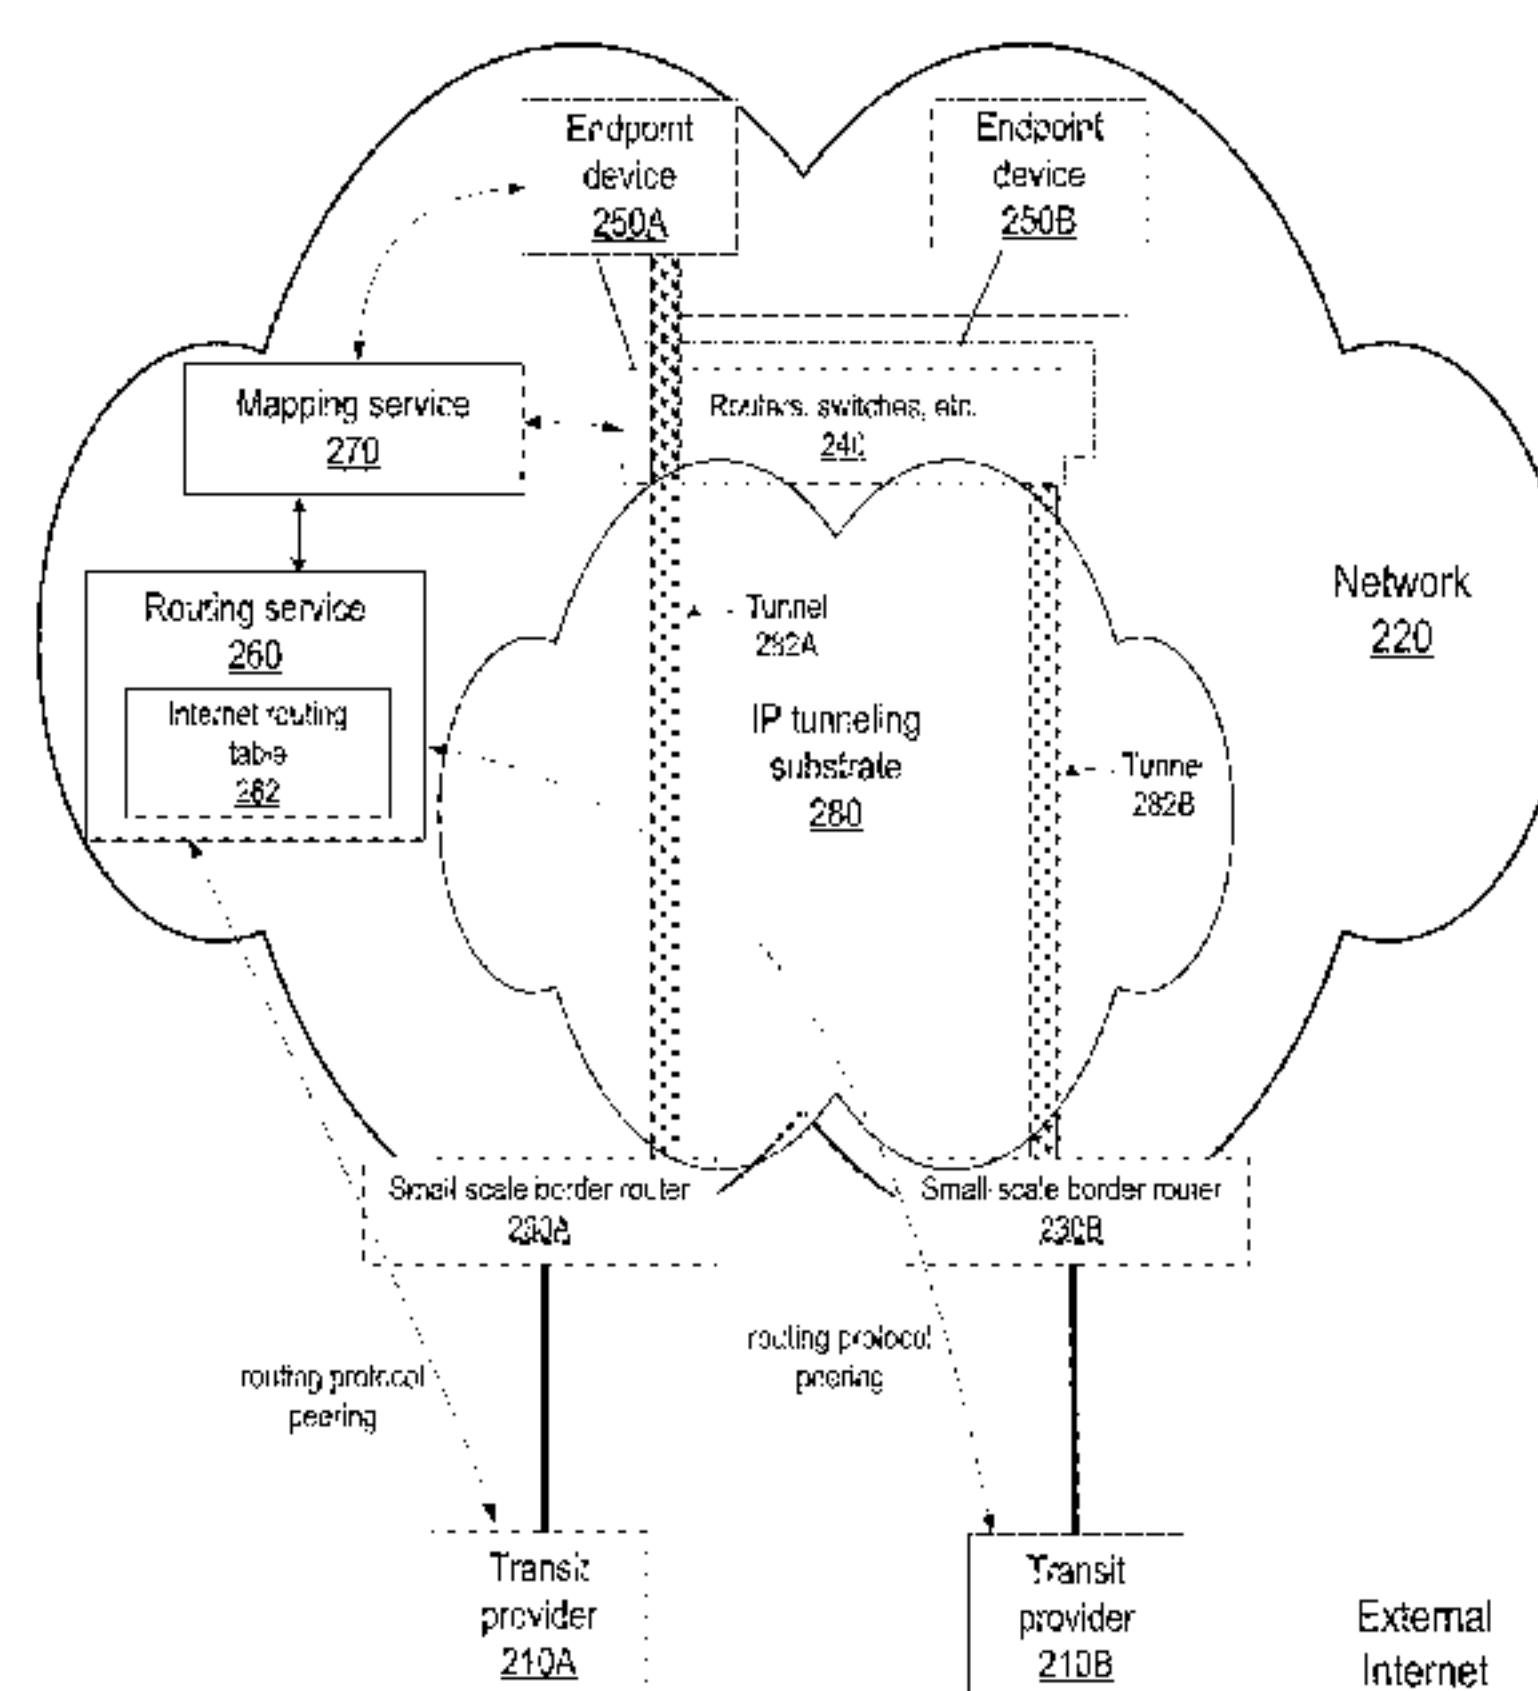 Endpoint
device
250A
Endpoint
device
250B
Mapping service
270
Routers, switches, etc.
240
Routing service
260
Internet routing
table
262
Tunnel
282A
IP tunneling
substrate
280
Tunnel
282B
Network
220
Small-scale border router
230A
Small-scale border router
230B
routing protocol
peering
routing protocol
peering
Transit
provider
210A
Transit
provider
210B
External
Internet